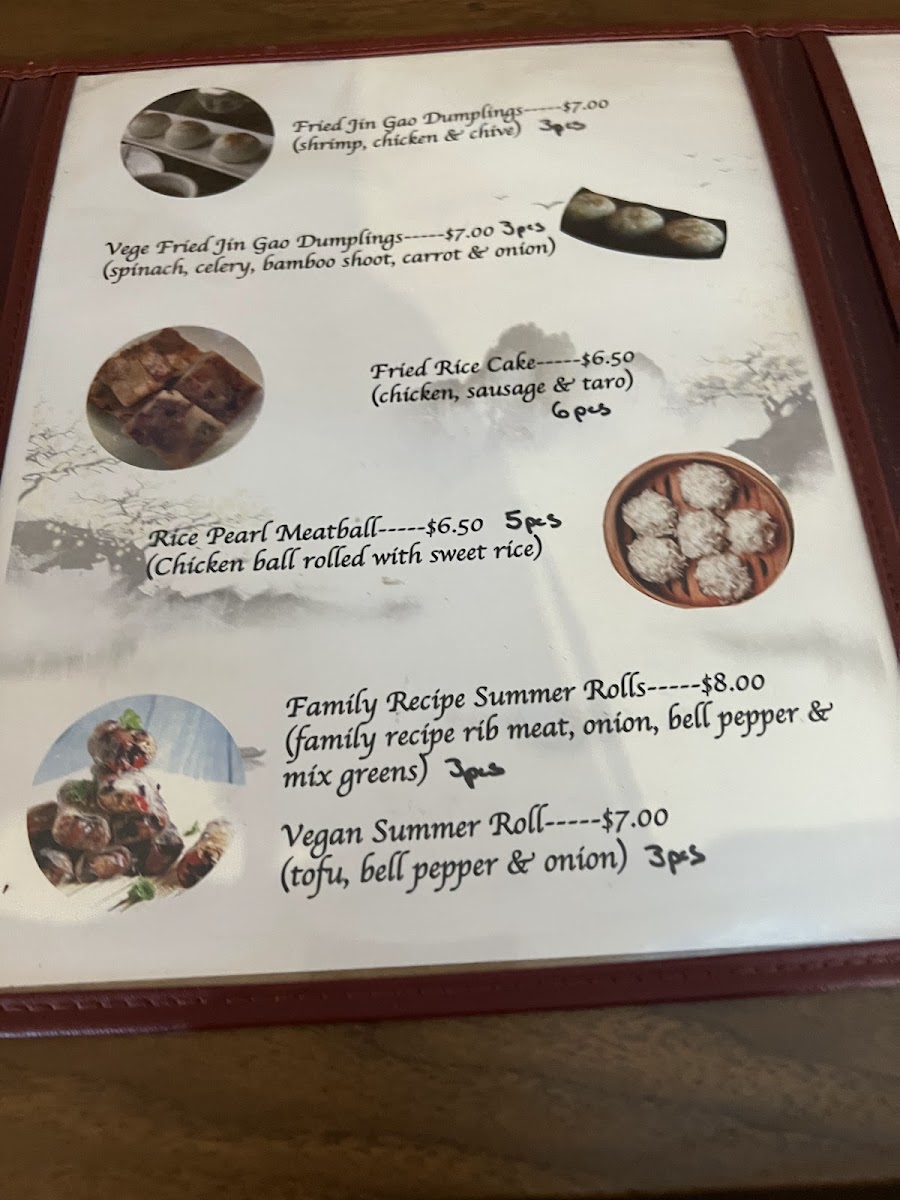 Fried Jin Gao Dumplings-----$7.00
(shrimp, chicken & chive) 3pcs
Vege Fried Jin Gao Dumplings-----$7.00 3pcs
(spinach, celery, bamboo shoot, carrot & onion)
Fried Rice Cake-----$6.50
(chicken, sausage & taro)
6pcs
Rice Pearl Meatball-----$6.50 5pcs
(Chicken ball rolled with sweet rice)
Family Recipe Summer Rolls-----$8.00
(family recipe rib meat, onion, bell pepper &
mix greens) 3pcs
Vegan Summer Roll-----$7.00
(tofu, bell pepper & onion) 3pcs